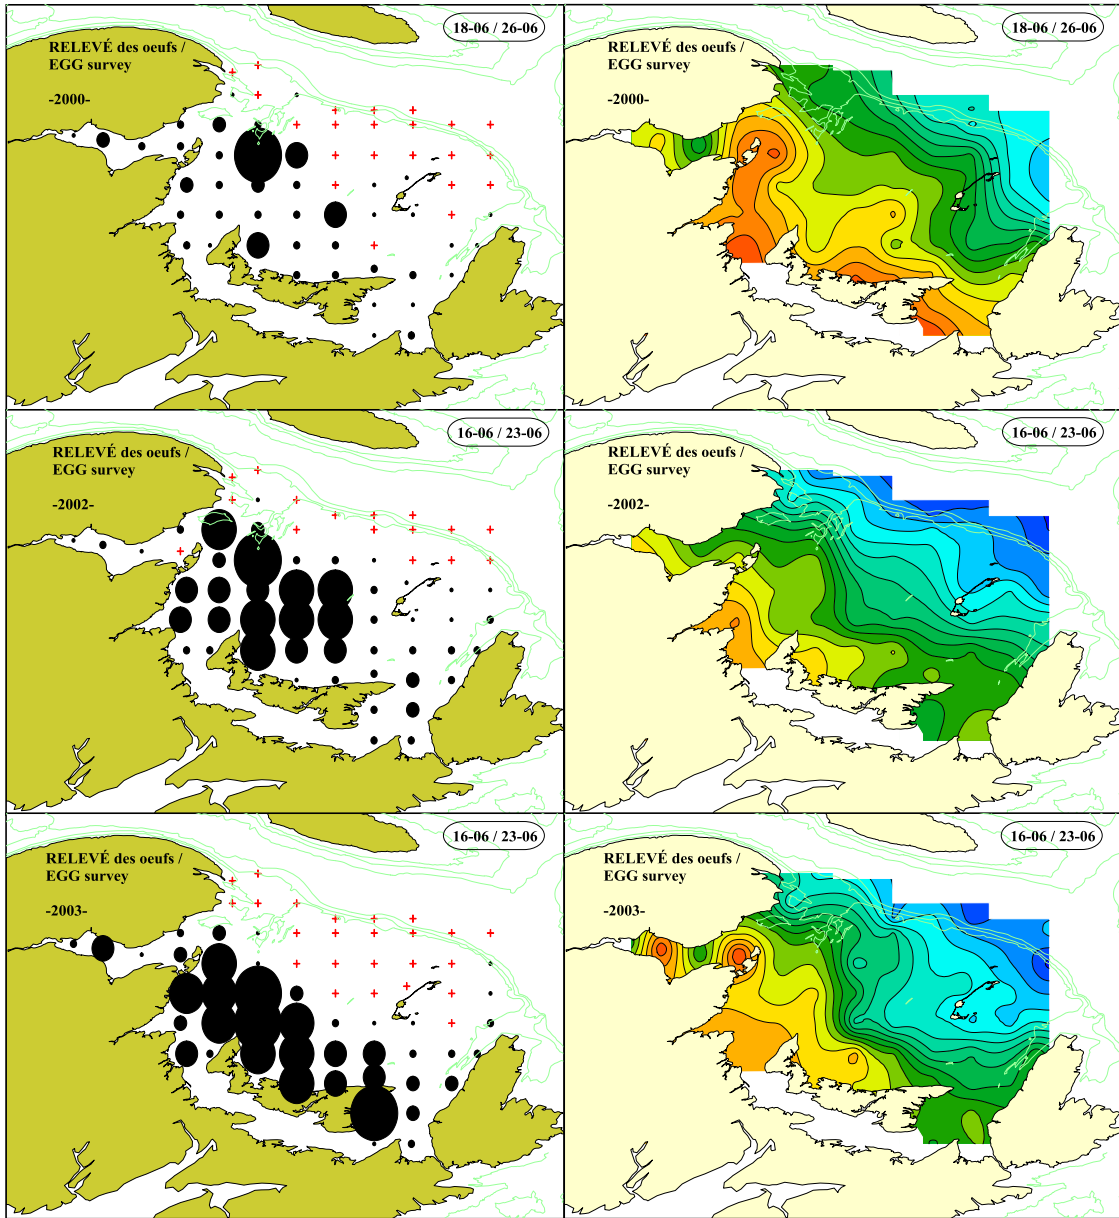 18-06 / 26-06
RELEVÉ des oeufs /
EGG survey
-2000-
18-06 / 26-06
RELEVÉ des oeufs /
EGG survey
-2000-
16-06 / 23-06
RELEVÉ des oeufs /
EGG survey
-2002-
16-06 / 23-06
RELEVÉ des oeufs /
EGG survey
-2002-
16-06 / 23-06
RELEVÉ des oeufs /
EGG survey
-2003-
16-06 / 23-06
RELEVÉ des oeufs /
EGG survey
-2003-